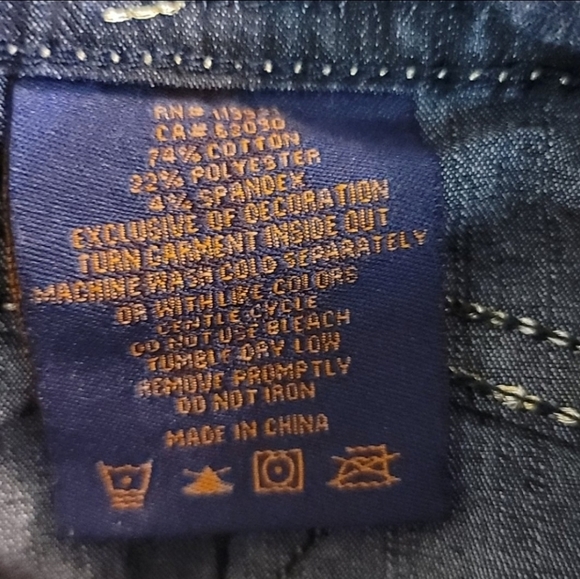 RN# 
CA# 
74% COTTON
22% POLYESTER
4% SPANDEX
EXCLUSIVE OF DECORATION
TURN GARMENT INSIDE OUT
MACHINE WASH COLD SEPARATELY
OR WITH LIKE COLORS
GENTLE CYCLE
DO NOT USE BLEACH
TUMBLE DRY LOW
REMOVE PROMPTLY
DO NOT IRON
MADE IN CHINA